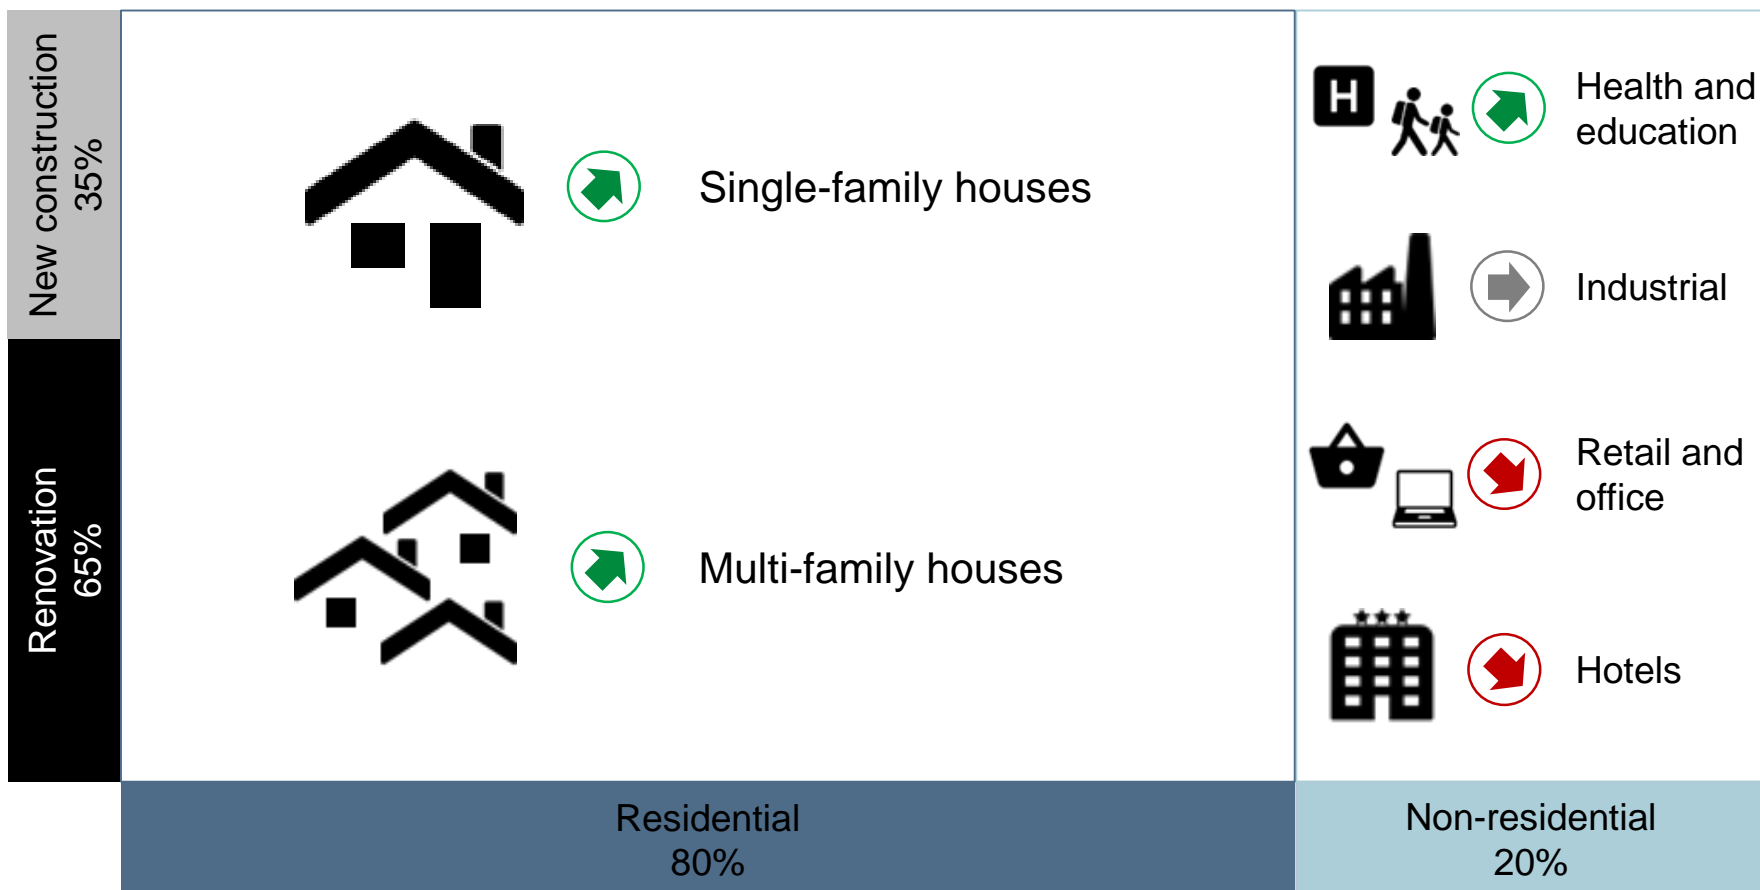 New construction
35%
Renovation
65%
Single-family houses
Multi-family houses
H
Health and
education
Industrial
Retail and
office
Hotels
Residential
80%
Non-residential
20%